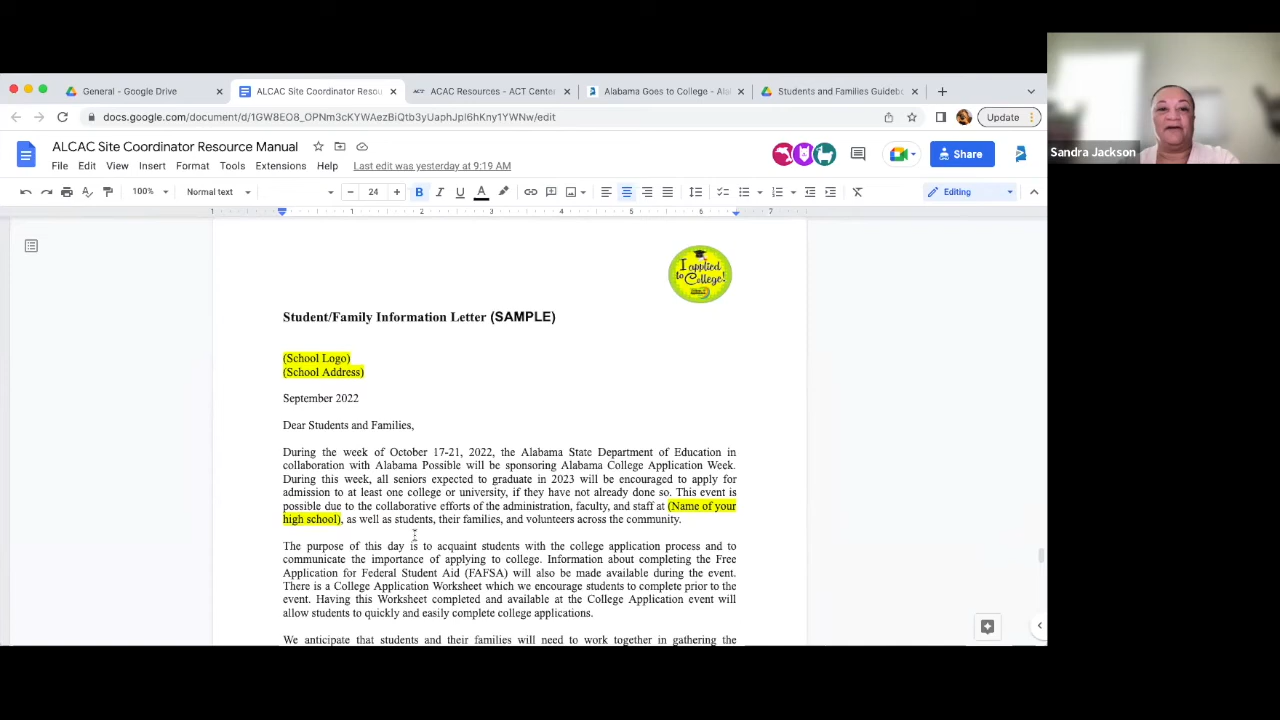 General - Google Drive
ALCAC Site Coordinator Resou
ACAC Resources - ACT Center
Alabama Goes to College - Ala
Students and Families Guidebo
docs.google.com/document/d/1GW8EO8_OPNm3cKYWAezBiQtb3yUaphJpI6hKny1YWNw/edit
Update
ALCAC Site Coordinator Resource Manual
Share
File Edit View Insert Format Tools Extensions Help Last edit was yesterday at 9:19 AM
100% Normal text 24 Editing
1 1 2 3 4 5 6 7
Sandra Jackson
I applied
to College!
Student/Family Information Letter (SAMPLE)
(School Logo)
(School Address)
September 2022
Dear Students and Families,
During the week of October 17-21, 2022, the Alabama State Department of Education in
collaboration with Alabama Possible will be sponsoring Alabama College Application Week.
During this week, all seniors expected to graduate in 2023 will be encouraged to apply for
admission to at least one college or university, if they have not already done so. This event is
possible due to the collaborative efforts of the administration, faculty, and staff at (Name of your
high school), as well as students, their families, and volunteers across the community.
The purpose of this day is to acquaint students with the college application process and to
communicate the importance of applying to college. Information about completing the Free
Application for Federal Student Aid (FAFSA) will also be made available during the event.
There is a College Application Worksheet which we encourage students to complete prior to the
event. Having this Worksheet completed and available at the College Application event will
allow students to quickly and easily complete college applications.
We anticipate that students and their families will need to work together in gathering the